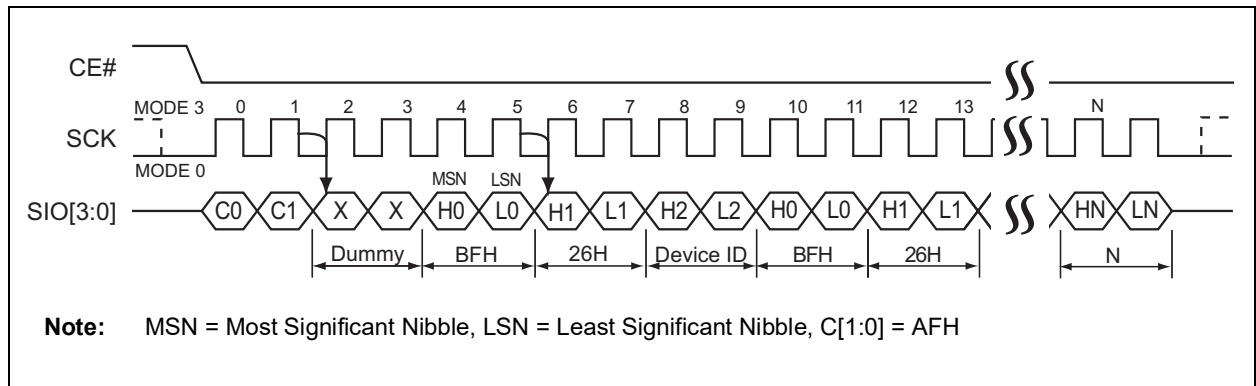 CE#
MODE 3 0 1 2 3 4 5 6 7 8 9 10 11 12 13 N
SCK
MODE 0
MSN LSN
SIO[3:0] C0 C1 X X H0 L0 H1 L1 H2 L2 H0 L0 H1 L1 HN LN
Dummy BFH 26H Device ID BFH 26H N
Note: MSN = Most Significant Nibble, LSN = Least Significant Nibble, C[1:0] = AFH